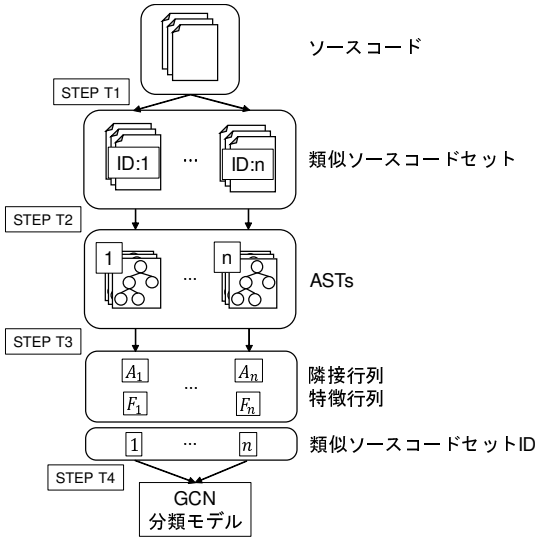 ソースコード
STEP T1
ID:1 ... ID:n
類似ソースコードセット
STEP T2
1 ... n
ASTs
STEP T3
A₁ ... Aₙ
隣接行列
F₁ Fₙ
特徴行列
1 ... n
類似ソースコードセットID
STEP T4
GCN
分類モデル